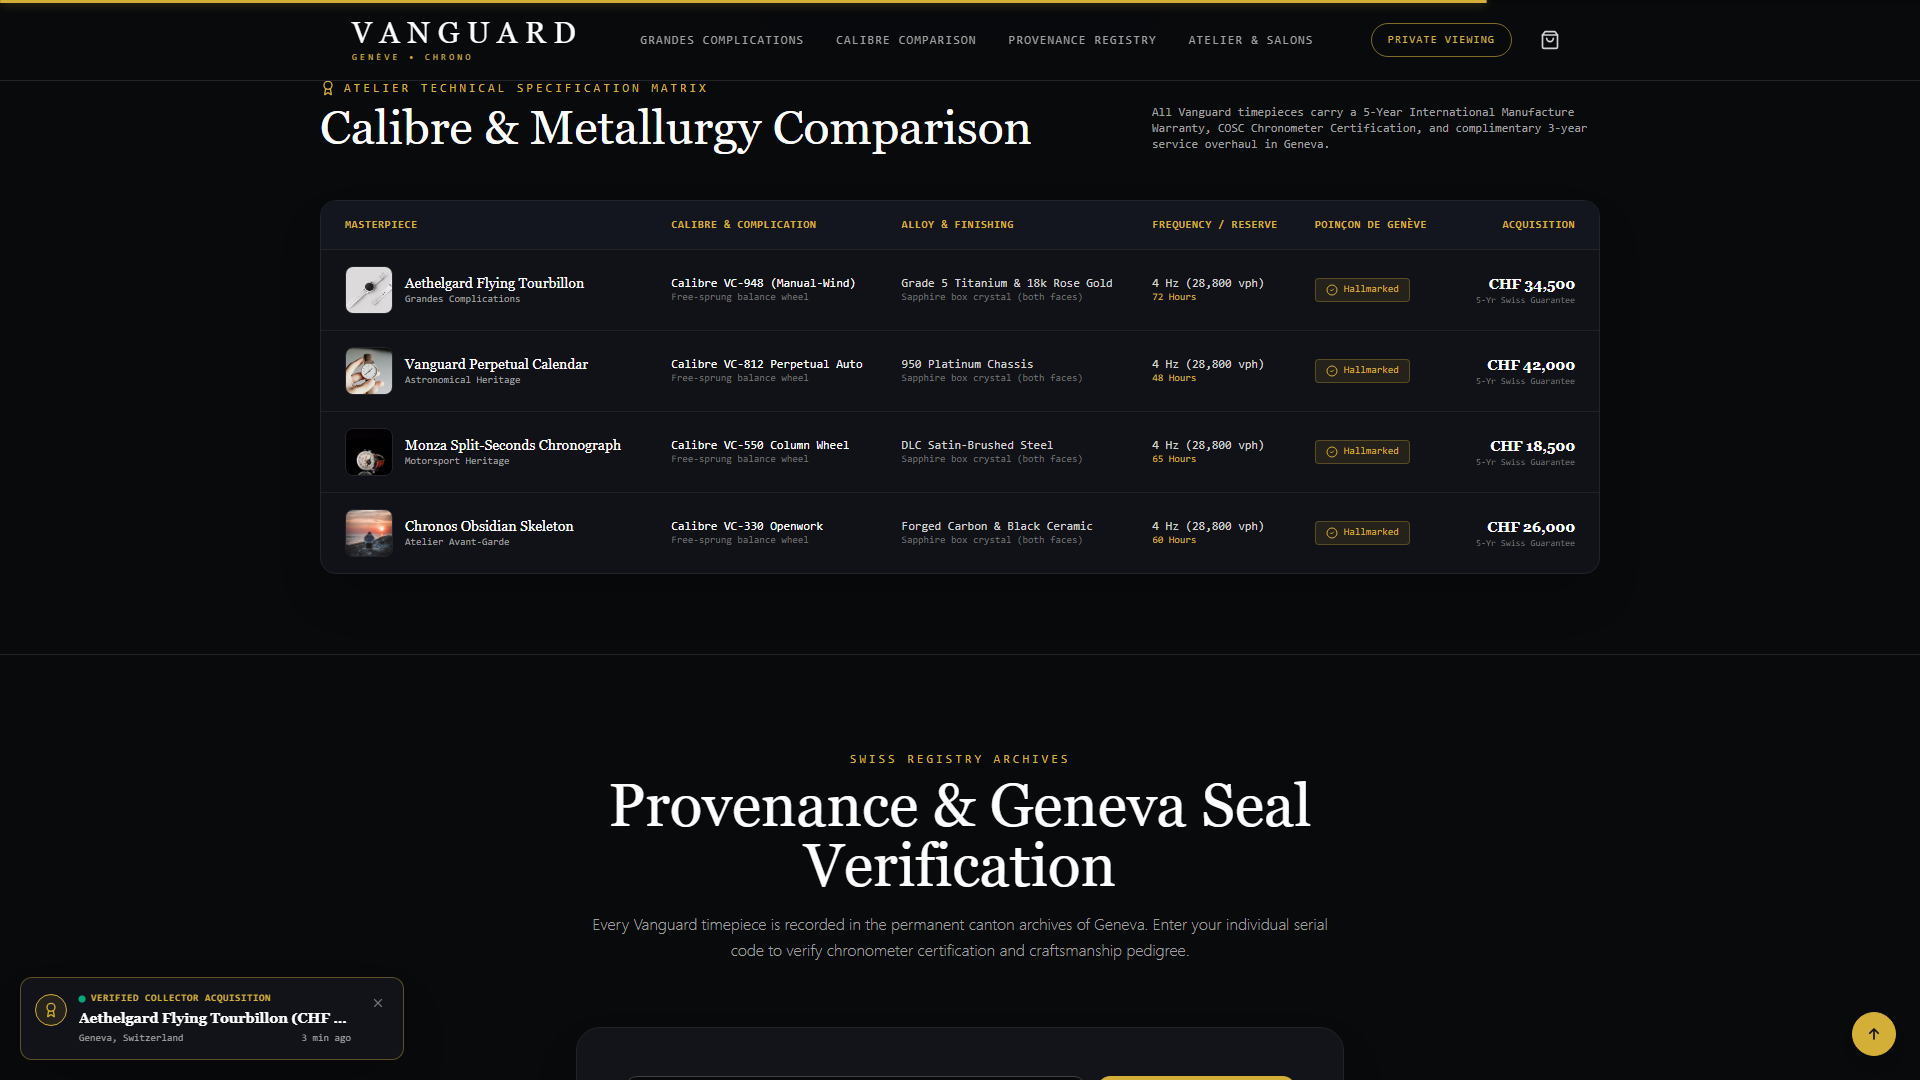 VANGUARD
GENÈVE • CHRONO
GRANDES COMPLICATIONS
CALIBRE COMPARISON
PROVENANCE REGISTRY
ATELIER & SALONS
PRIVATE VIEWING
ATELIER TECHNICAL SPECIFICATION MATRIX
Calibre & Metallurgy Comparison
All Vanguard timepieces carry a 5-Year International Manufacture
Warranty, COSC Chronometer Certification, and complimentary 3-year
service overhaul in Geneva.
MASTERPIECE
CALIBRE & COMPLICATION
ALLOY & FINISHING
FREQUENCY / RESERVE
POINÇON DE GENÈVE
ACQUISITION
Aethelgard Flying Tourbillon
Grandes Complications
Calibre VC-948 (Manual-Wind)
Free-sprung balance wheel
Grade 5 Titanium & 18k Rose Gold
Sapphire box crystal (both faces)
4 Hz (28,800 vph)
72 Hours
Hallmarked
CHF 34,500
5-Yr Swiss Guarantee
Vanguard Perpetual Calendar
Astronomical Heritage
Calibre VC-812 Perpetual Auto
Free-sprung balance wheel
950 Platinum Chassis
Sapphire box crystal (both faces)
4 Hz (28,800 vph)
48 Hours
Hallmarked
CHF 42,000
5-Yr Swiss Guarantee
Monza Split-Seconds Chronograph
Motorsport Heritage
Calibre VC-550 Column Wheel
Free-sprung balance wheel
DLC Satin-Brushed Steel
Sapphire box crystal (both faces)
4 Hz (28,800 vph)
65 Hours
Hallmarked
CHF 18,500
5-Yr Swiss Guarantee
Chronos Obsidian Skeleton
Atelier Avant-Garde
Calibre VC-330 Openwork
Free-sprung balance wheel
Forged Carbon & Black Ceramic
Sapphire box crystal (both faces)
4 Hz (28,800 vph)
60 Hours
Hallmarked
CHF 26,000
5-Yr Swiss Guarantee
SWISS REGISTRY ARCHIVES
Provenance & Geneva Seal
Verification
Every Vanguard timepiece is recorded in the permanent canton archives of Geneva. Enter your individual serial
code to verify chronometer certification and craftsmanship pedigree.
VERIFIED COLLECTOR ACQUISITION
Aethelgard Flying Tourbillon (CHF ...
Geneva, Switzerland
3 min ago